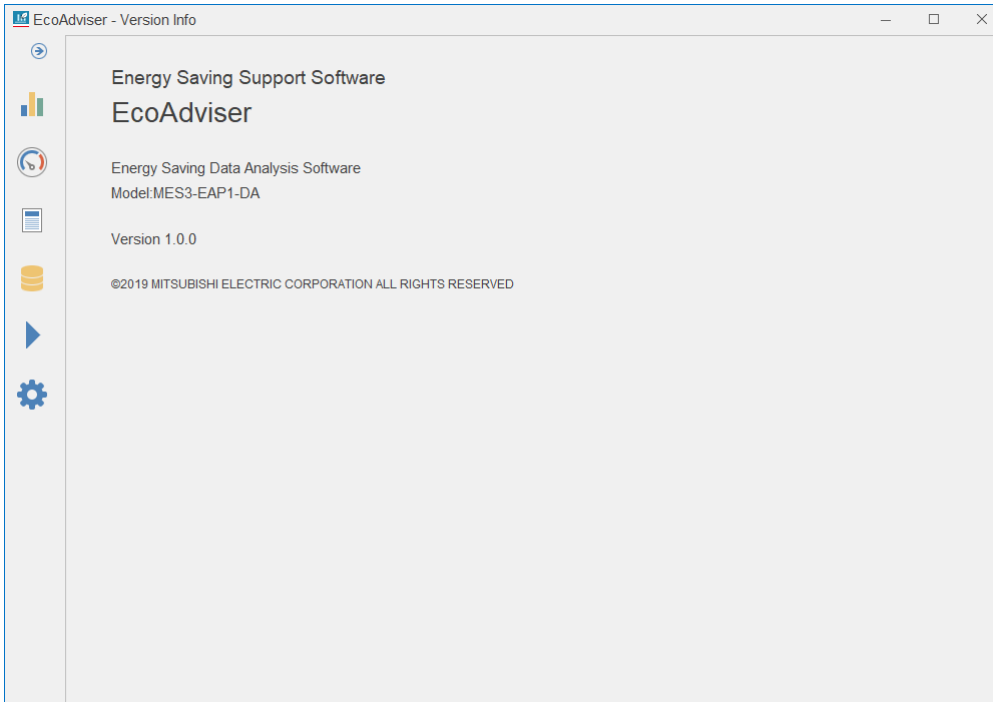 EcoAdviser - Version Info
Energy Saving Support Software
EcoAdviser
Energy Saving Data Analysis Software
Model:MES3-EAP1-DA
Version 1.0.0
©2019 MITSUBISHI ELECTRIC CORPORATION ALL RIGHTS RESERVED